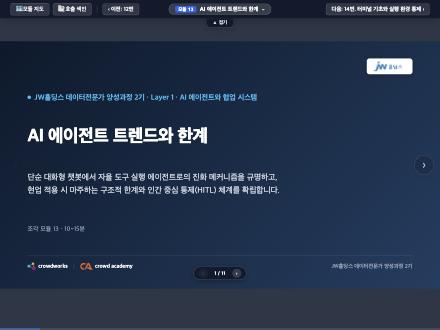 모듈 지도
호출 색인
‹ 이전: 12번
모듈 13 AI 에이전트 트렌드와 한계
다음: 14번. 터미널 기초와 실행 환경 통제 ›
▲ 접기
JW 홀딩스
JW홀딩스 데이터전문가 양성과정 2기 · Layer 1 · AI 에이전트와 협업 시스템
AI 에이전트 트렌드와 한계
단순 대화형 챗봇에서 자율 도구 실행 에이전트로의 진화 메커니즘을 규명하고,
현업 적용 시 마주하는 구조적 한계와 인간 중심 통제(HITL) 체계를 확립합니다.
조각 모듈 13 · 10~15분
crowdworks
CA crowd academy
1 / 11
JW홀딩스 데이터전문가 양성과정 2기